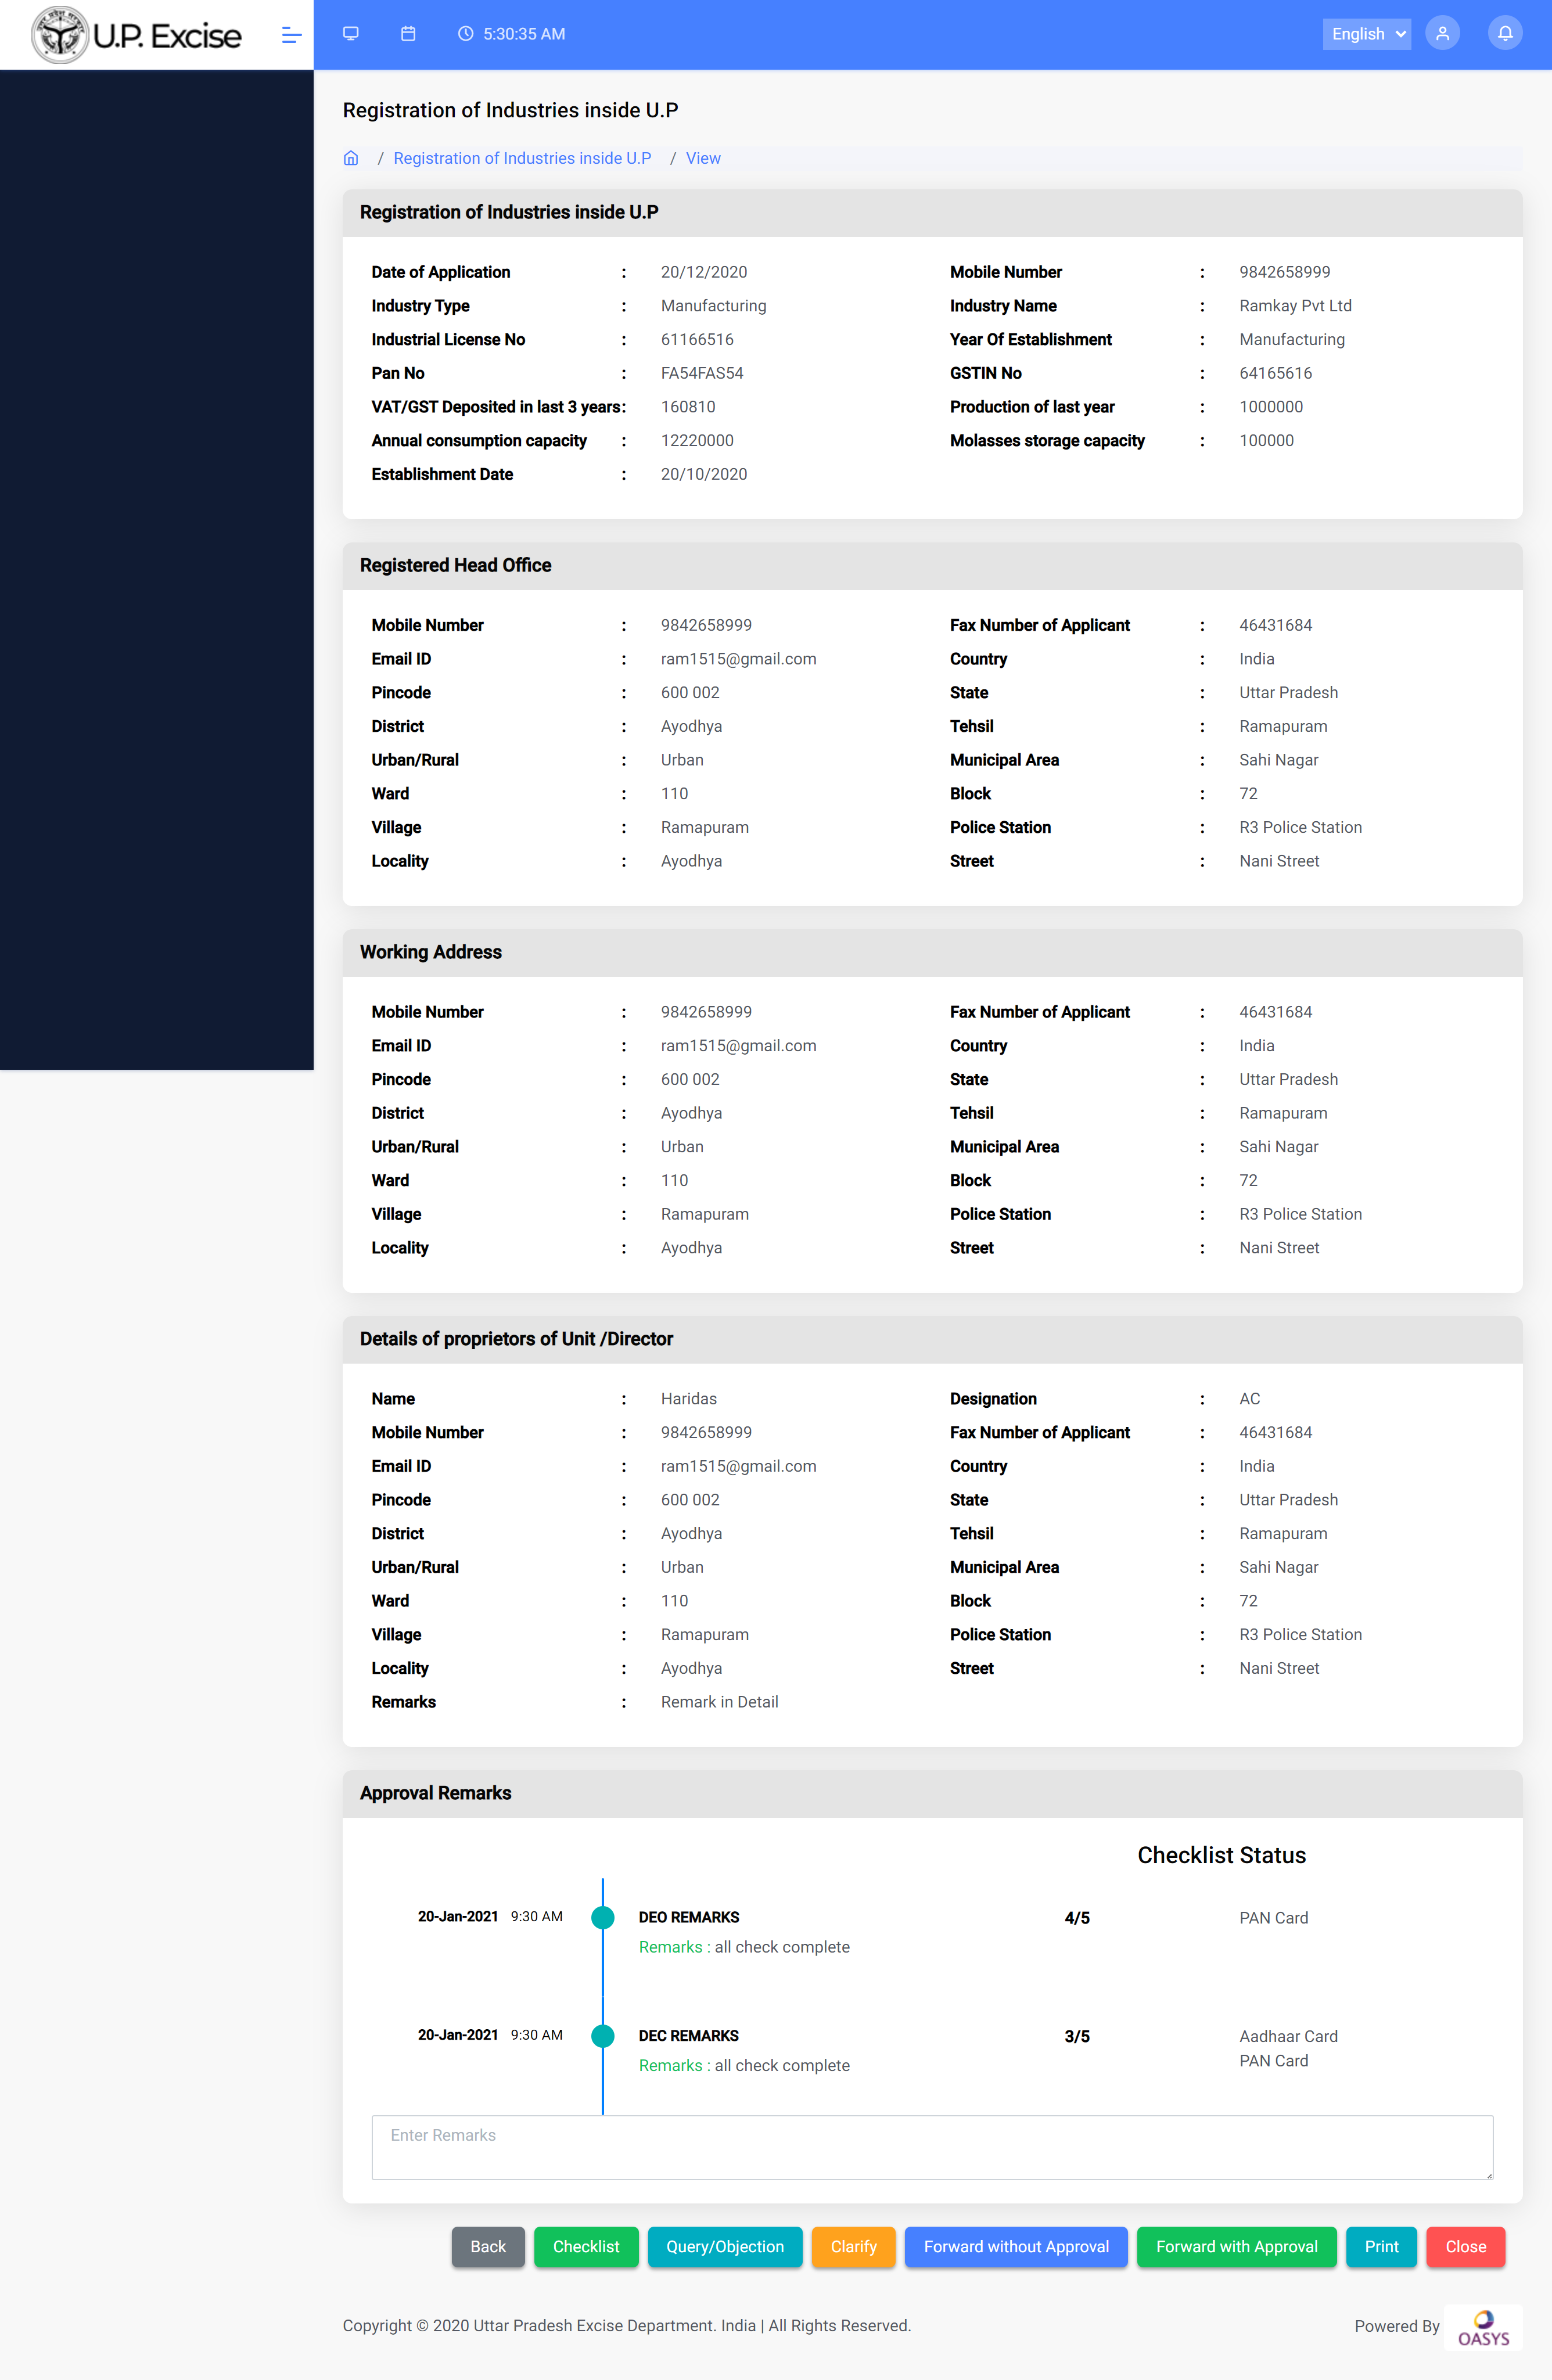 U.P. Excise
5:30:35 AM
English
Registration of Industries inside U.P
/ Registration of Industries inside U.P / View
Registration of Industries inside U.P
Date of Application : 20/12/2020 Mobile Number : 9842658999
Industry Type : Manufacturing Industry Name : Ramkay Pvt Ltd
Industrial License No : 61166516 Year Of Establishment : Manufacturing
Pan No : FA54FAS54 GSTIN No : 64165616
VAT/GST Deposited in last 3 years : 160810 Production of last year : 1000000
Annual consumption capacity : 12220000 Molasses storage capacity : 100000
Establishment Date : 20/10/2020
Registered Head Office
Mobile Number : 9842658999 Fax Number of Applicant : 46431684
Email ID : ram1515@gmail.com Country : India
Pincode : 600 002 State : Uttar Pradesh
District : Ayodhya Tehsil : Ramapuram
Urban/Rural : Urban Municipal Area : Sahi Nagar
Ward : 110 Block : 72
Village : Ramapuram Police Station : R3 Police Station
Locality : Ayodhya Street : Nani Street
Working Address
Mobile Number : 9842658999 Fax Number of Applicant : 46431684
Email ID : ram1515@gmail.com Country : India
Pincode : 600 002 State : Uttar Pradesh
District : Ayodhya Tehsil : Ramapuram
Urban/Rural : Urban Municipal Area : Sahi Nagar
Ward : 110 Block : 72
Village : Ramapuram Police Station : R3 Police Station
Locality : Ayodhya Street : Nani Street
Details of proprietors of Unit /Director
Name : Haridas Designation : AC
Mobile Number : 9842658999 Fax Number of Applicant : 46431684
Email ID : ram1515@gmail.com Country : India
Pincode : 600 002 State : Uttar Pradesh
District : Ayodhya Tehsil : Ramapuram
Urban/Rural : Urban Municipal Area : Sahi Nagar
Ward : 110 Block : 72
Village : Ramapuram Police Station : R3 Police Station
Locality : Ayodhya Street : Nani Street
Remarks : Remark in Detail
Approval Remarks
Checklist Status
20-Jan-2021 9:30 AM DEO REMARKS 4/5 PAN Card
Remarks : all check complete
20-Jan-2021 9:30 AM DEC REMARKS 3/5 Aadhaar Card
PAN Card
Remarks : all check complete
Enter Remarks
Back Checklist Query/Objection Clarify Forward without Approval Forward with Approval Print Close
Copyright © 2020 Uttar Pradesh Excise Department. India | All Rights Reserved. Powered By OASYS